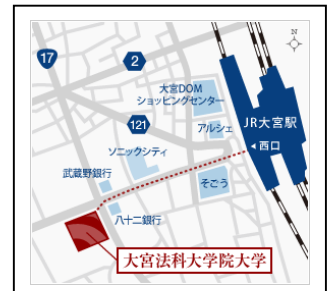 N
17
2
大宮DOM
ショッピングセンター
121
アルシェ
JR大宮駅
◀西口
ソニックシティ
武蔵野銀行
そごう
八十二銀行
大宮法科大学院大学